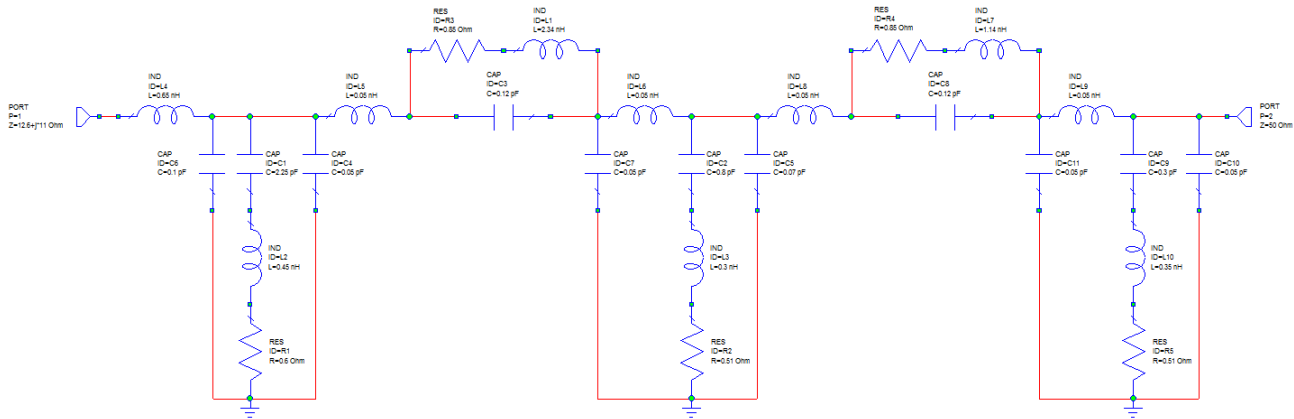 RES
ID=R3
R=0.85 Ohm
IND
ID=L1
L=2.34 nH
RES
ID=R4
R=0.85 Ohm
IND
ID=L7
L=1.14 nH
PORT
P=1
Z=12.6+j*11 Ohm
IND
ID=L4
L=0.65 nH
IND
ID=L5
L=0.05 nH
CAP
ID=C3
C=0.12 pF
IND
ID=L6
L=0.05 nH
IND
ID=L8
L=0.05 nH
CAP
ID=C8
C=0.12 pF
IND
ID=L9
L=0.05 nH
PORT
P=2
Z=50 Ohm
CAP
ID=C6
C=0.1 pF
CAP
ID=C1
C=2.25 pF
CAP
ID=C4
C=0.05 pF
CAP
ID=C7
C=0.05 pF
CAP
ID=C2
C=0.8 pF
CAP
ID=C5
C=0.07 pF
CAP
ID=C11
C=0.05 pF
CAP
ID=C9
C=0.3 pF
CAP
ID=C10
C=0.05 pF
IND
ID=L2
L=0.45 nH
IND
ID=L3
L=0.3 nH
IND
ID=L10
L=0.35 nH
RES
ID=R1
R=0.6 Ohm
RES
ID=R2
R=0.51 Ohm
RES
ID=R5
R=0.51 Ohm